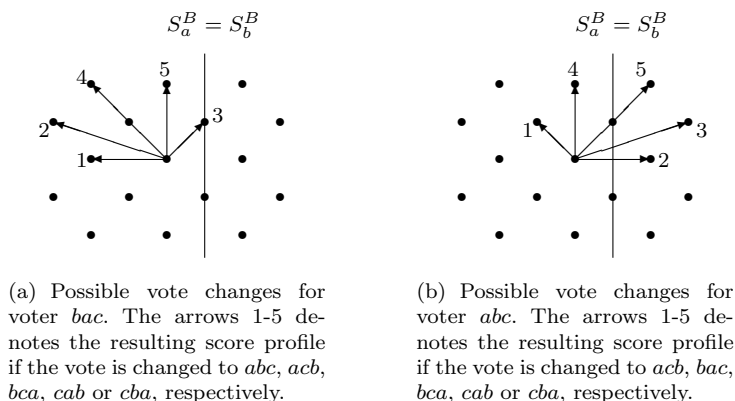 S_a^B = S_b^B
4
5
2
3
1
(a) Possible vote changes for
voter bac. The arrows 1-5 de-
notes the resulting score profile
if the vote is changed to abc, acb,
bca, cab or cba, respectively.
S_a^B = S_b^B
4
5
1
3
2
(b) Possible vote changes for
voter abc. The arrows 1-5 de-
notes the resulting score profile
if the vote is changed to acb, bac,
bca, cab or cba, respectively.